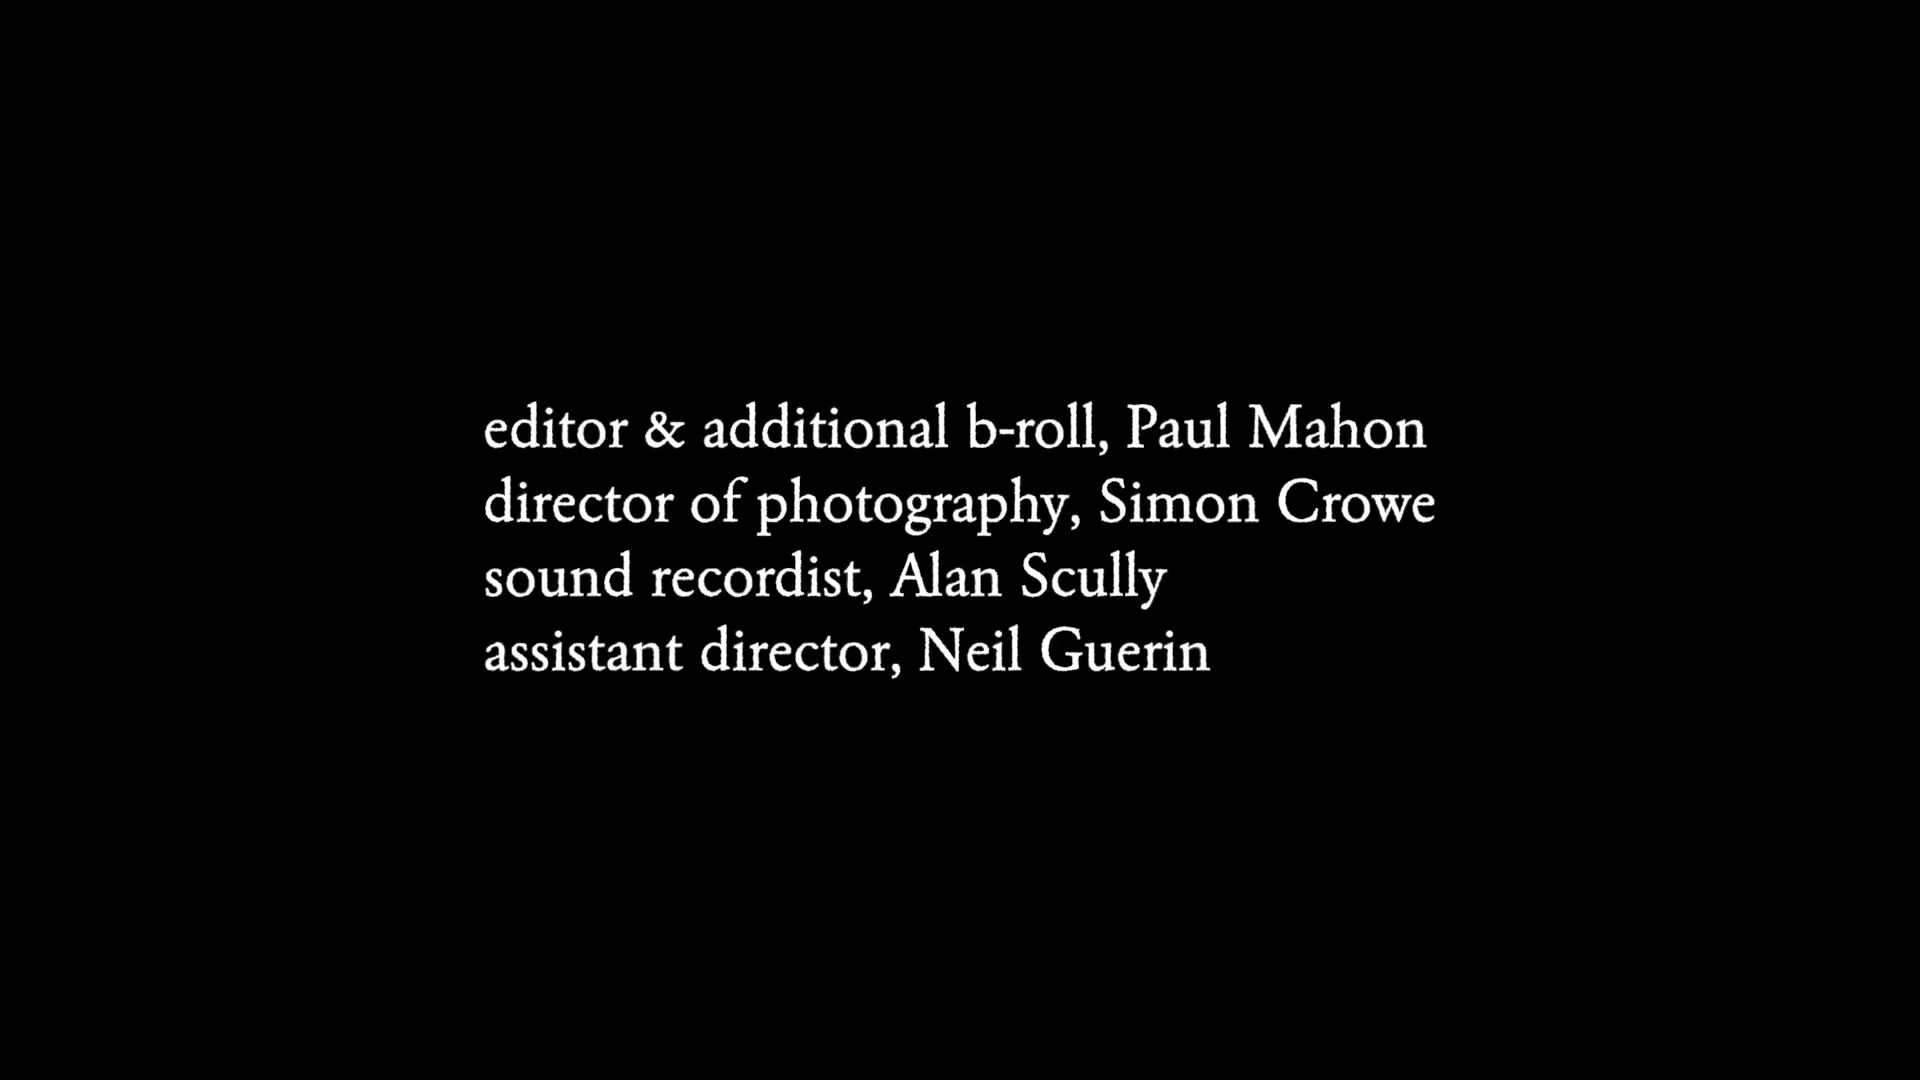 editor & additional b-roll, Paul Mahon
director of photography, Simon Crowe
sound recordist, Alan Scully
assistant director, Neil Guerin